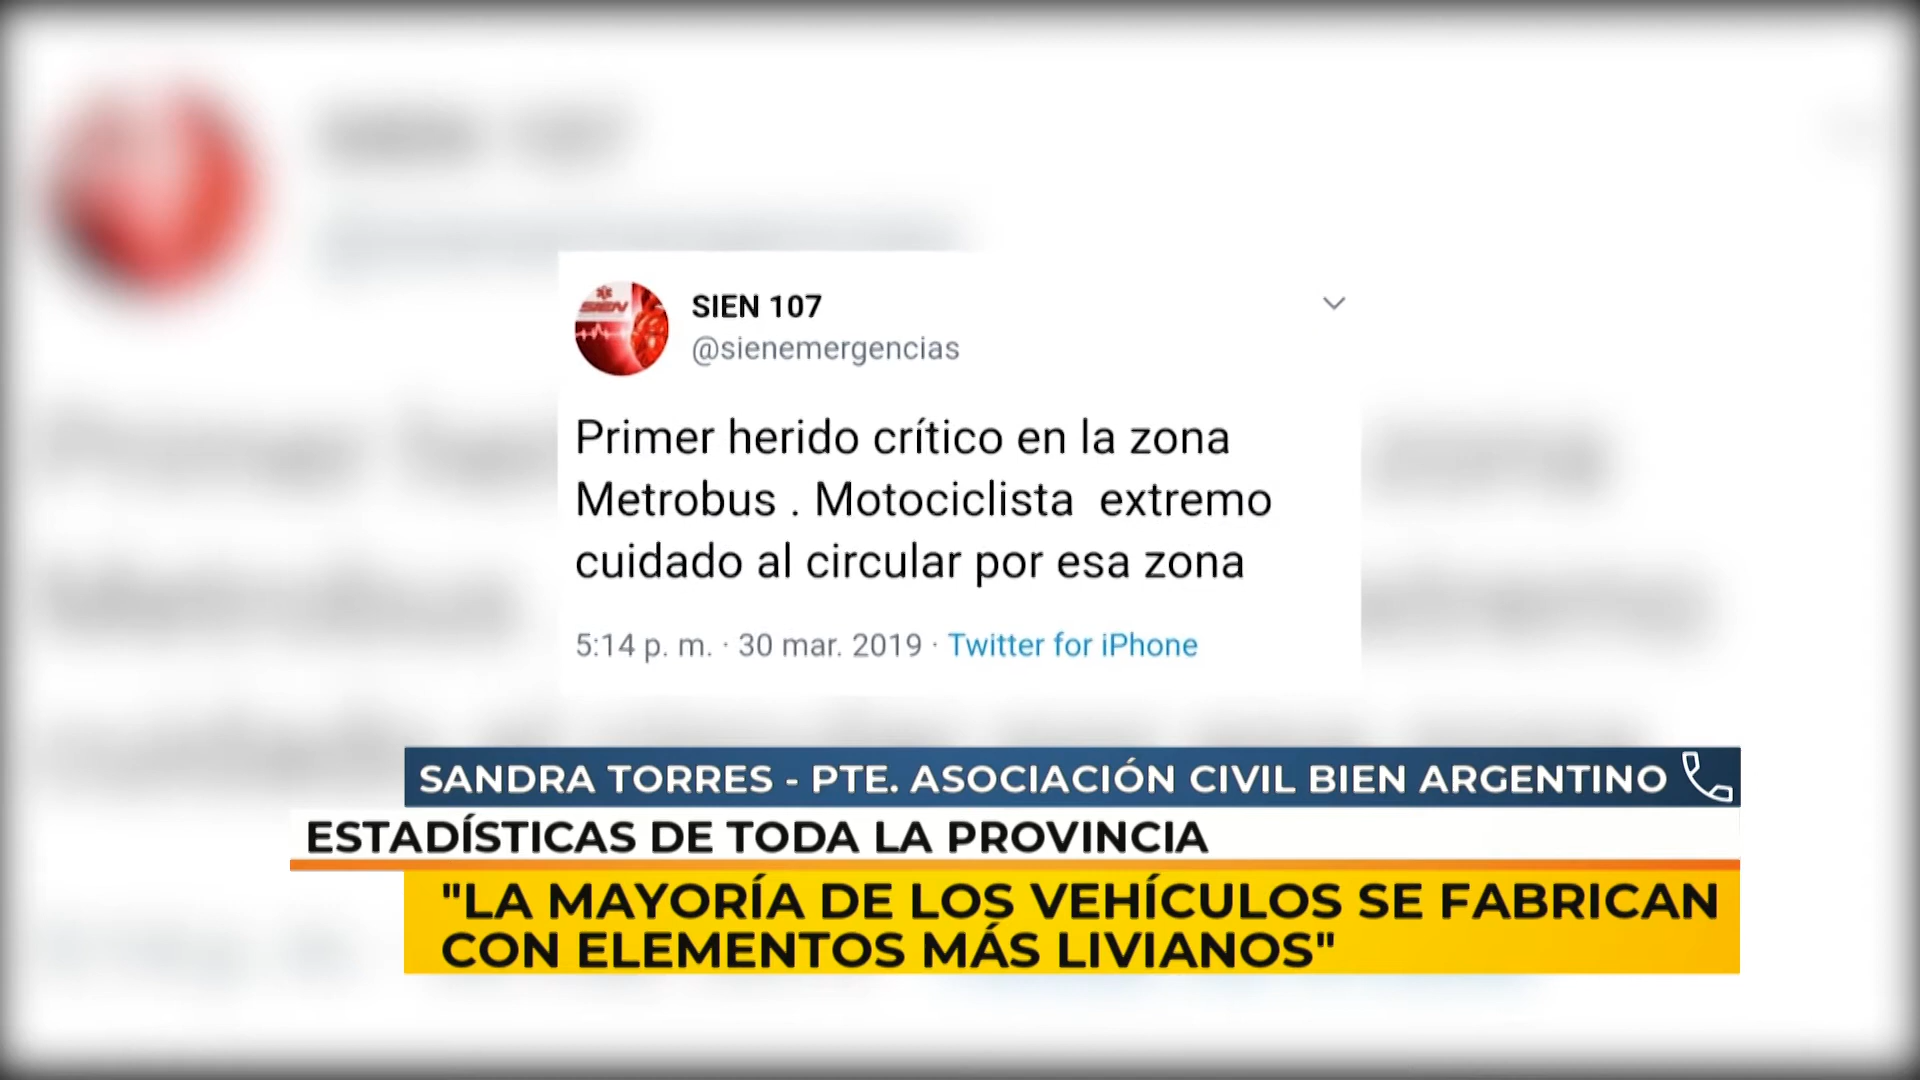 SIEN
SIEN 107
@sienemergencias
Primer herido crítico en la zona
Metrobus . Motociclista  extremo
cuidado al circular por esa zona
5:14 p. m. · 30 mar. 2019 · Twitter for iPhone
SANDRA TORRES - PTE. ASOCIACIÓN CIVIL BIEN ARGENTINO
ESTADÍSTICAS DE TODA LA PROVINCIA
"LA MAYORÍA DE LOS VEHÍCULOS SE FABRICAN
CON ELEMENTOS MÁS LIVIANOS"